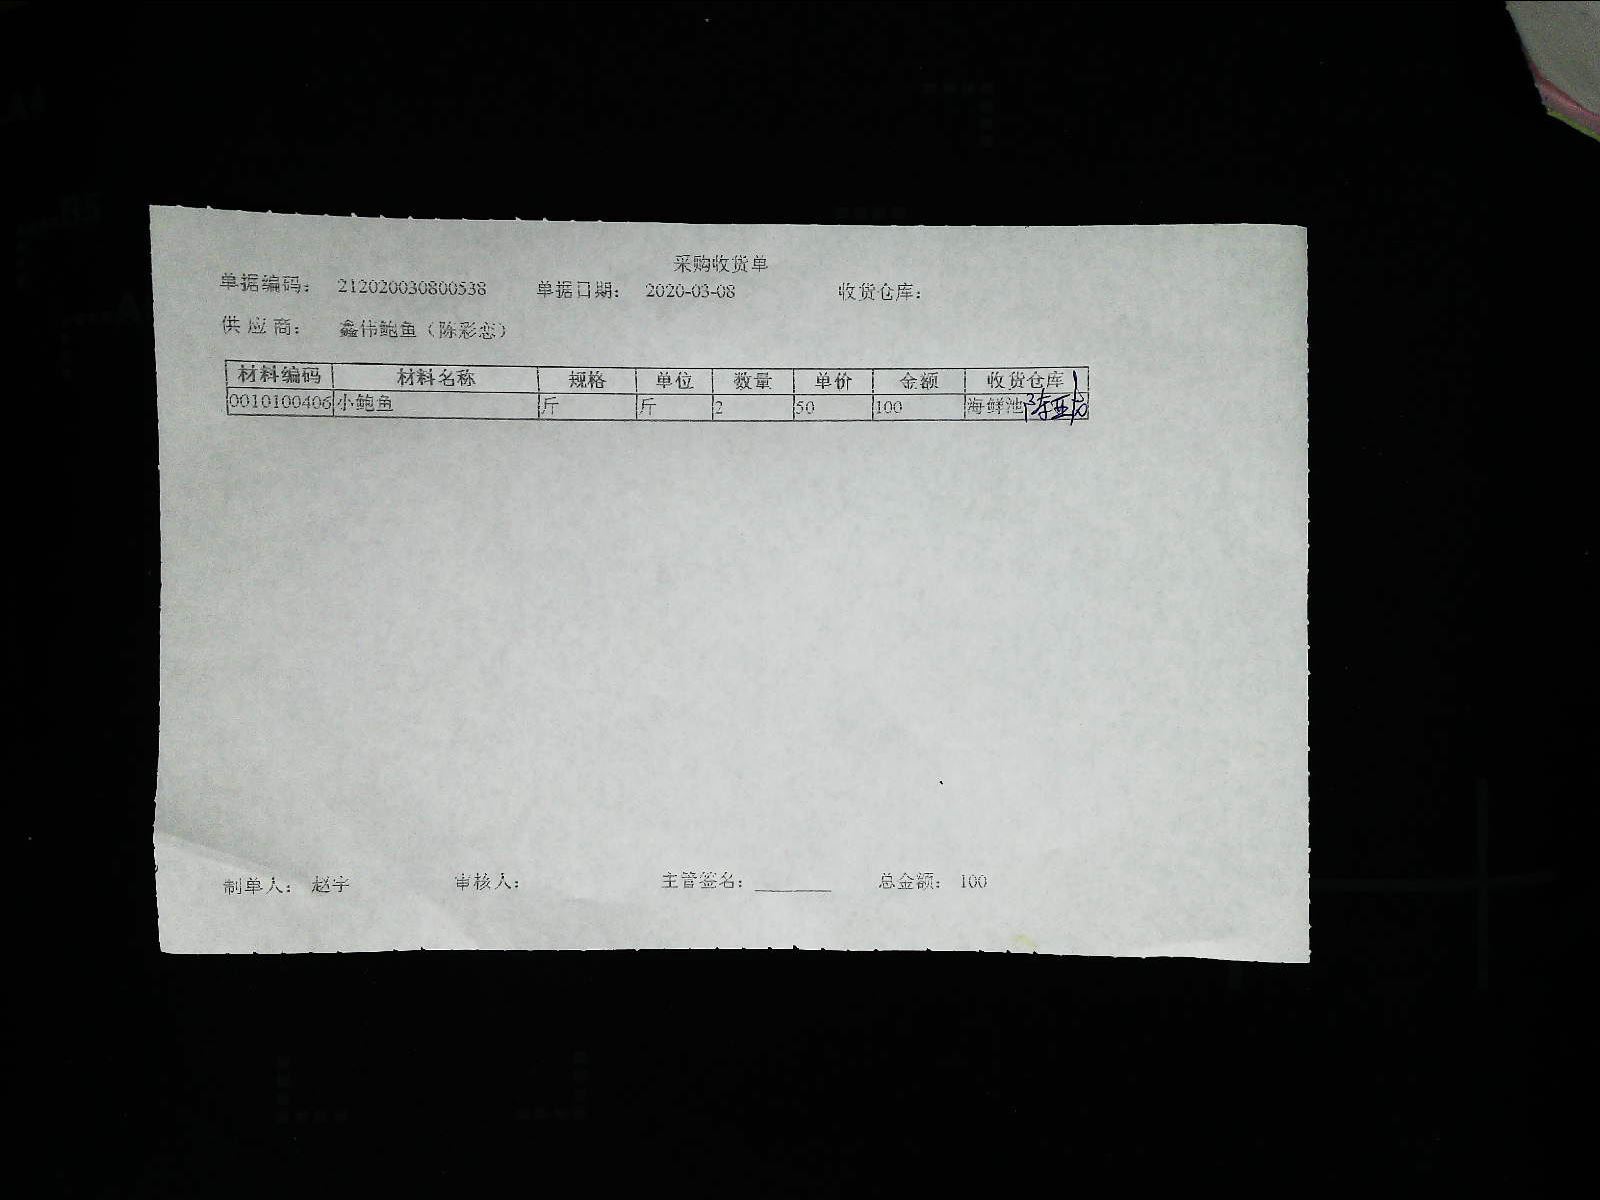 采购收货单
单据编码： 212020030800538 单据日期： 2020-03-08 收货仓库：
供 应 商： 鑫伟鲍鱼（陈彩恋）
材料编码 材料名称 规格 单位 数量 单价 金额 收货仓库
0010100406 小鲍鱼 斤 斤 2 50 100 海鲜池
制单人： 赵宇 审核人： 主管签名：________ 总金额： 100